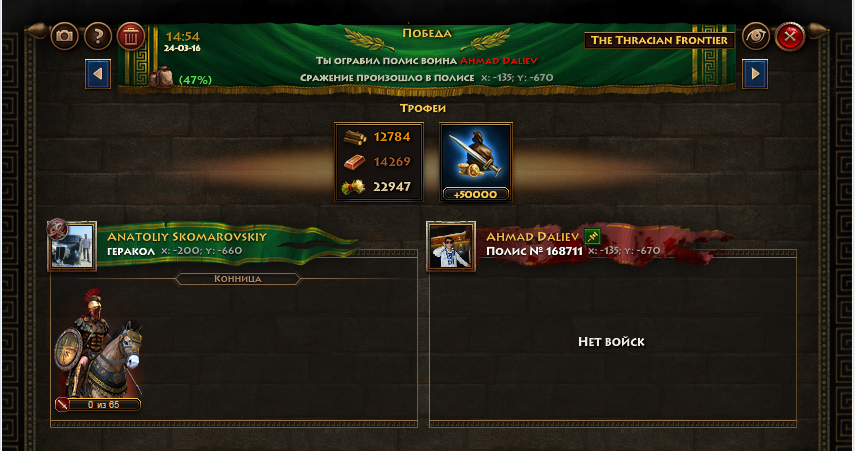 14:54
24-03-16
(47%)
Победа
Ты ограбил полис воина Ahmad Daliev
Сражение произошло в полисе X: -135; Y: -670
The Thracian Frontier
?
Трофеи
12784
14269
22947
+50000
Anatoliy Skomarovskiy
геракол X: -200; Y: -660
Конница
0 из 65
Ahmad Daliev
Полис № 168711 X: -135; Y: -670
Нет войск